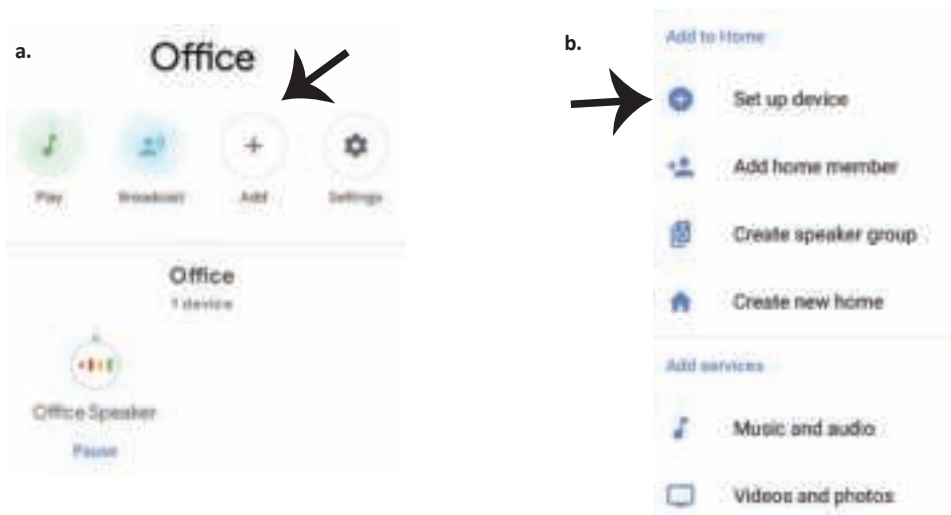 a.
Office
Play Broadcast Add Settings
Office
1 device
Office Speaker
Pause
b.
Add to Home
Set up device
Add home member
Create speaker group
Create new home
Add services
Music and audio
Videos and photos